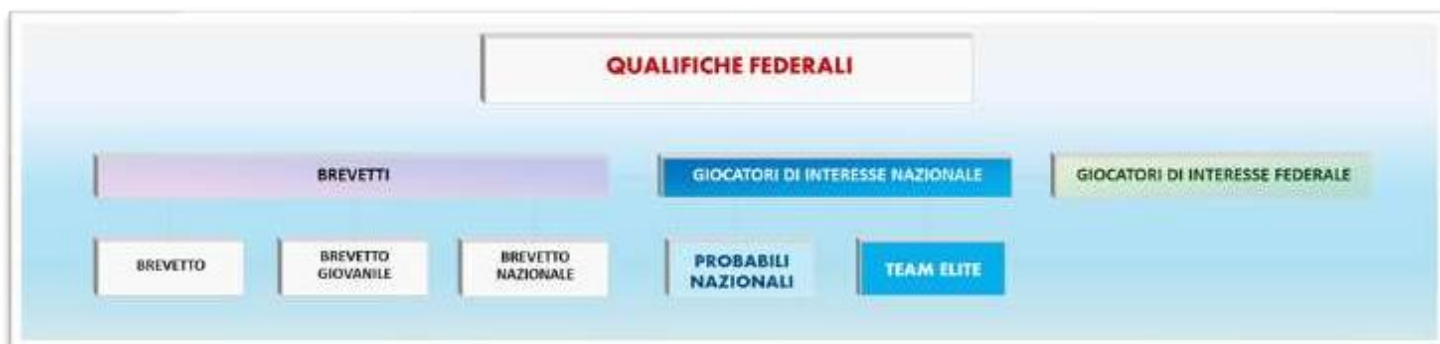 QUALIFICHE FEDERALI
BREVETTI
GIOCATORI DI INTERESSE NAZIONALE
GIOCATORI DI INTERESSE FEDERALE
BREVETTO
BREVETTO
GIOVANILE
BREVETTO
NAZIONALE
PROBABILI
NAZIONALI
TEAM ELITE